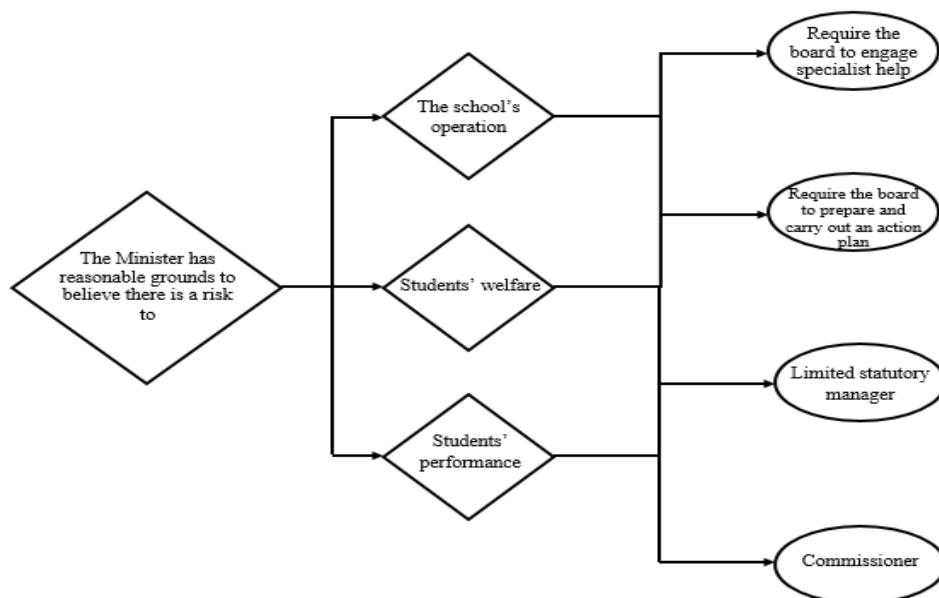 The Minister has
reasonable grounds to
believe there is a risk
to
The school’s
operation
Students’ welfare
Students’
performance
Require the
board to engage
specialist help
Require the board
to prepare and
carry out an action
plan
Limited statutory
manager
Commissioner